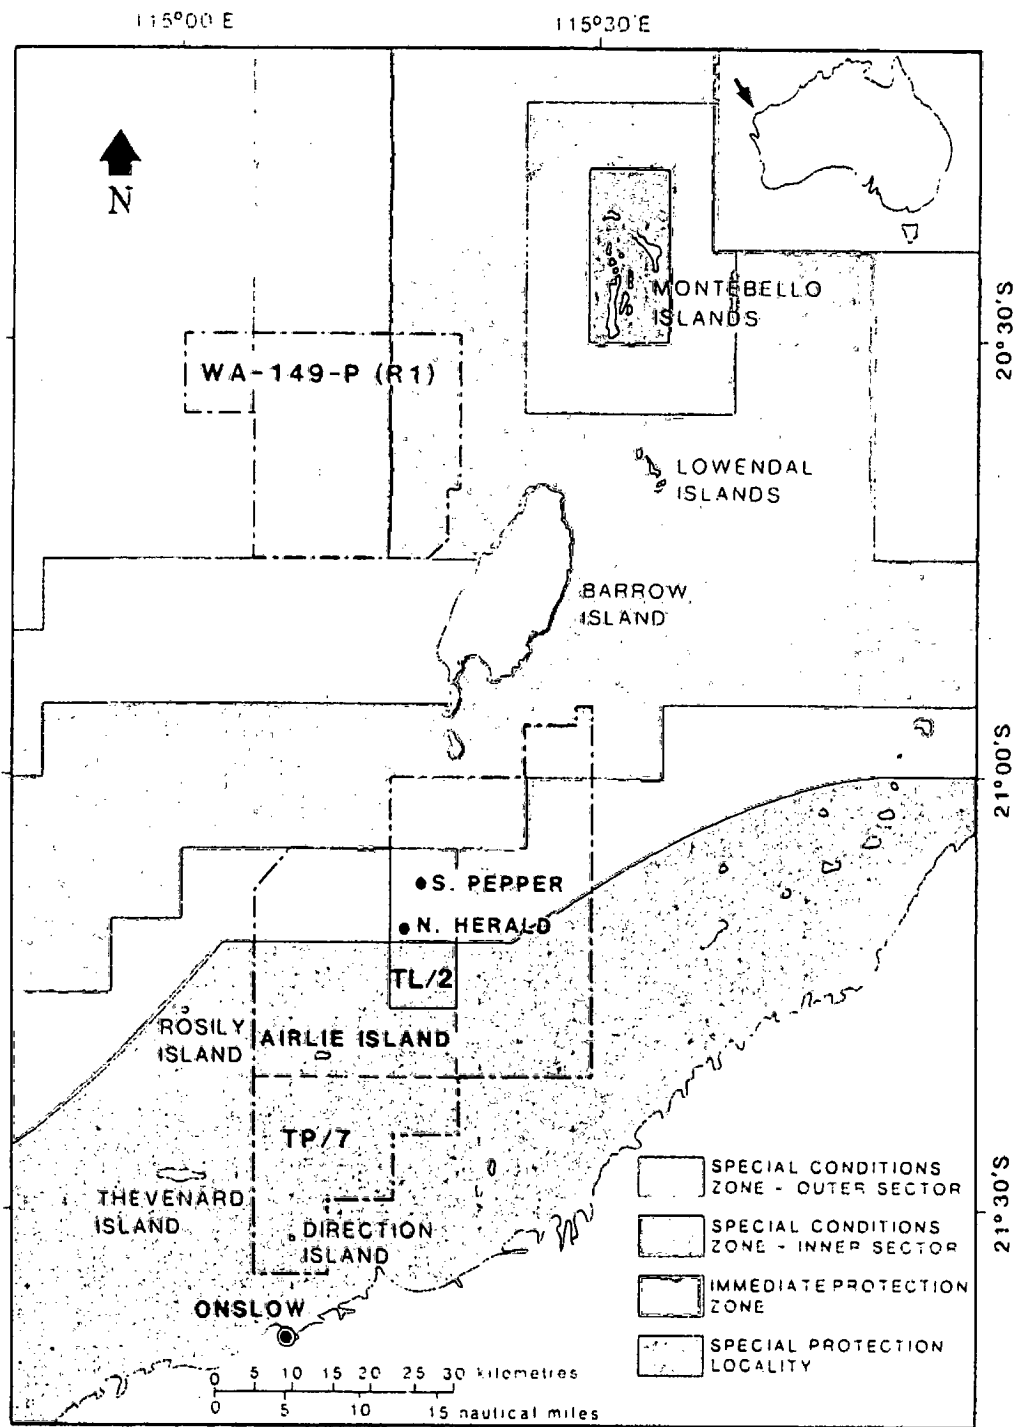 115°00'E
115°30'E
N
MONTEBELLO
ISLANDS
20°30'S
WA-149-P (R1)
LOWENDAL
ISLANDS
BARROW
ISLAND
21°00'S
S. PEPPER
N. HERALD
TL/2
ROSILY
ISLAND
AIRLIE ISLAND
TP/7
THEVENARD
ISLAND
DIRECTION
ISLAND
21°30'S
ONSLOW
SPECIAL CONDITIONS
ZONE - OUTER SECTOR
SPECIAL CONDITIONS
ZONE - INNER SECTOR
IMMEDIATE PROTECTION
ZONE
SPECIAL PROTECTION
LOCALITY
0 5 10 15 20 25 30 kilometres
0 5 10 15 nautical miles